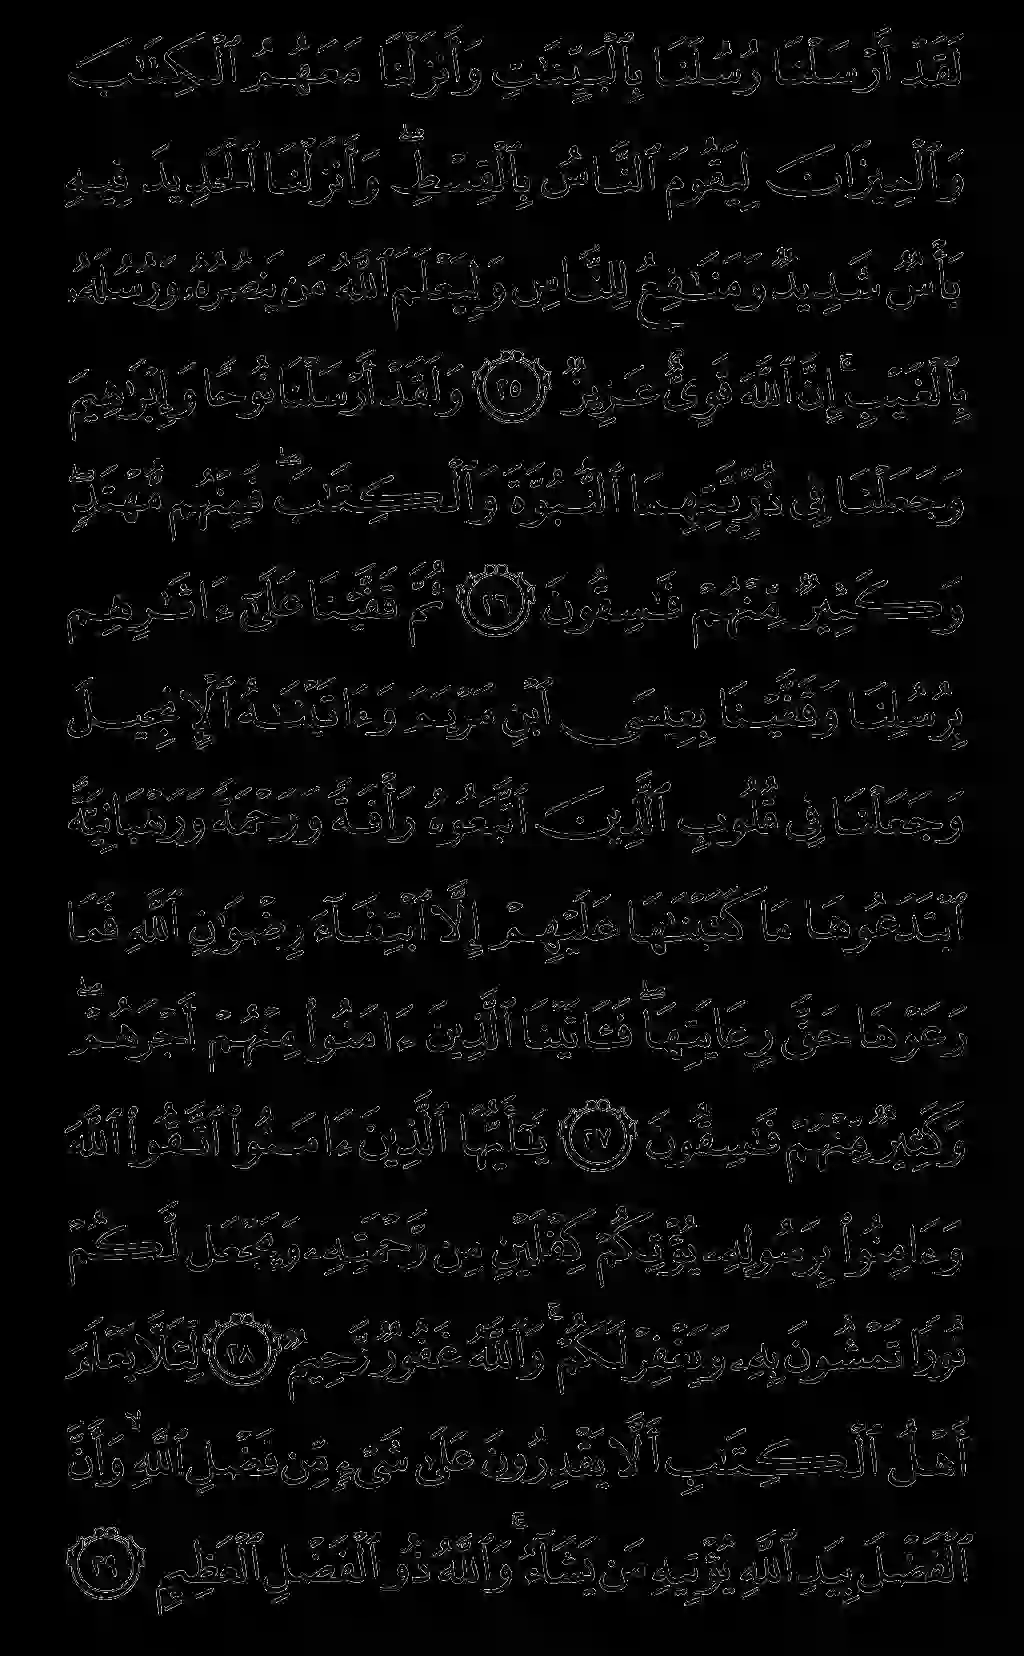 لَقَدْ أَرْسَلْنَا رُسُلَنَا بِٱلْبَيِّنَٰتِ وَأَنزَلْنَا مَعَهُمُ ٱلْكِتَٰبَ
وَٱلْمِيزَانَ لِيَقُومَ ٱلنَّاسُ بِٱلْقِسْطِ ۖ وَأَنزَلْنَا ٱلْحَدِيدَ فِيهِ
بَأْسٌ شَدِيدٌ وَمَنَٰفِعُ لِلنَّاسِ وَلِيَعْلَمَ ٱللَّهُ مَن يَنصُرُهُۥ وَرُسُلَهُۥ
بِٱلْغَيْبِ ۚ إِنَّ ٱللَّهَ قَوِىٌّ عَزِيزٌ ٢٥ وَلَقَدْ أَرْسَلْنَا نُوحًا وَإِبْرَٰهِيمَ
وَجَعَلْنَا فِى ذُرِّيَّتِهِمَا ٱلنُّبُوَّةَ وَٱلْكِتَٰبَ ۖ فَمِنْهُم مُّهْتَدٍ ۖ
وَكَثِيرٌ مِّنْهُمْ فَٰسِقُونَ ٢٦ ثُمَّ قَفَّيْنَا عَلَىٰٓ ءَاثَٰرِهِم
بِرُسُلِنَا وَقَفَّيْنَا بِعِيسَى ٱبْنِ مَرْيَمَ وَءَاتَيْنَٰهُ ٱلْإِنجِيلَ
وَجَعَلْنَا فِى قُلُوبِ ٱلَّذِينَ ٱتَّبَعُوهُ رَأْفَةً وَرَحْمَةً وَرَهْبَانِيَّةً
ٱبْتَدَعُوهَا مَا كَتَبْنَٰهَا عَلَيْهِمْ إِلَّا ٱبْتِغَآءَ رِضْوَٰنِ ٱللَّهِ فَمَا
رَعَوْهَا حَقَّ رِعَايَتِهَا ۖ فَـَٔاتَيْنَا ٱلَّذِينَ ءَامَنُوا۟ مِنْهُمْ أَجْرَهُمْ ۖ
وَكَثِيرٌ مِّنْهُمْ فَٰسِقُونَ ٢٧ يَٰٓأَيُّهَا ٱلَّذِينَ ءَامَنُوا۟ ٱتَّقُوا۟ ٱللَّهَ
وَءَامِنُوا۟ بِرَسُولِهِۦ يُؤْتِكُمْ كِفْلَيْنِ مِن رَّحْمَتِهِۦ وَيَجْعَل لَّكُمْ
نُورًا تَمْشُونَ بِهِۦ وَيَغْفِرْ لَكُمْ ۚ وَٱللَّهُ غَفُورٌ رَّحِيمٌ ٢٨ لِّئَلَّا يَعْلَمَ
أَهْلُ ٱلْكِتَٰبِ أَلَّا يَقْدِرُونَ عَلَىٰ شَىْءٍ مِّن فَضْلِ ٱللَّهِ ۙ وَأَنَّ
ٱلْفَضْلَ بِيَدِ ٱللَّهِ يُؤْتِيهِ مَن يَشَآءُ ۚ وَٱللَّهُ ذُو ٱلْفَضْلِ ٱلْعَظِيمِ ٢٩